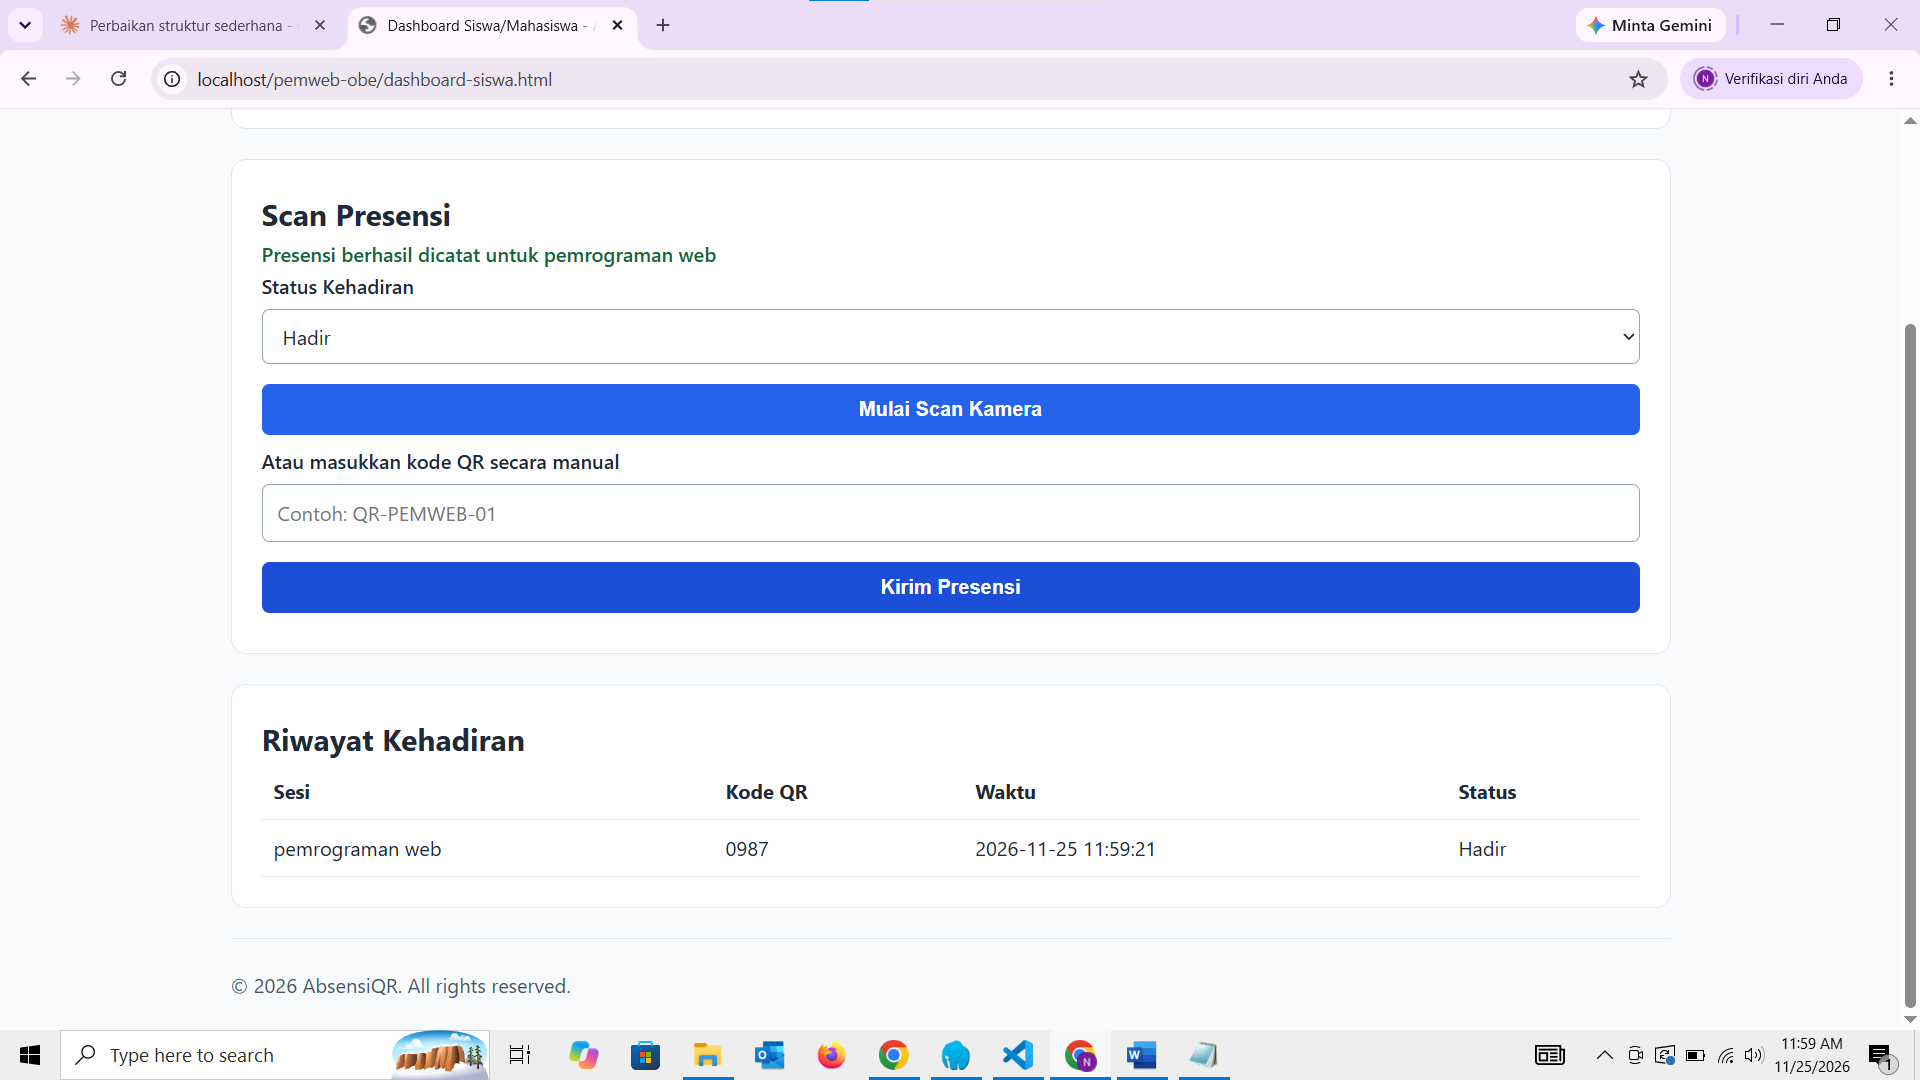 Perbaikan struktur sederhana -
Dashboard Siswa/Mahasiswa -
Minta Gemini
localhost/pemweb-obe/dashboard-siswa.html
N
Verifikasi diri Anda
Scan Presensi
Presensi berhasil dicatat untuk pemrograman web
Status Kehadiran
Hadir
Mulai Scan Kamera
Atau masukkan kode QR secara manual
Contoh: QR-PEMWEB-01
Kirim Presensi
Riwayat Kehadiran
Sesi Kode QR Waktu Status
pemrograman web 0987 2026-11-25 11:59:21 Hadir
© 2026 AbsensiQR. All rights reserved.
Type here to search
N
11:59 AM
11/25/2026
1